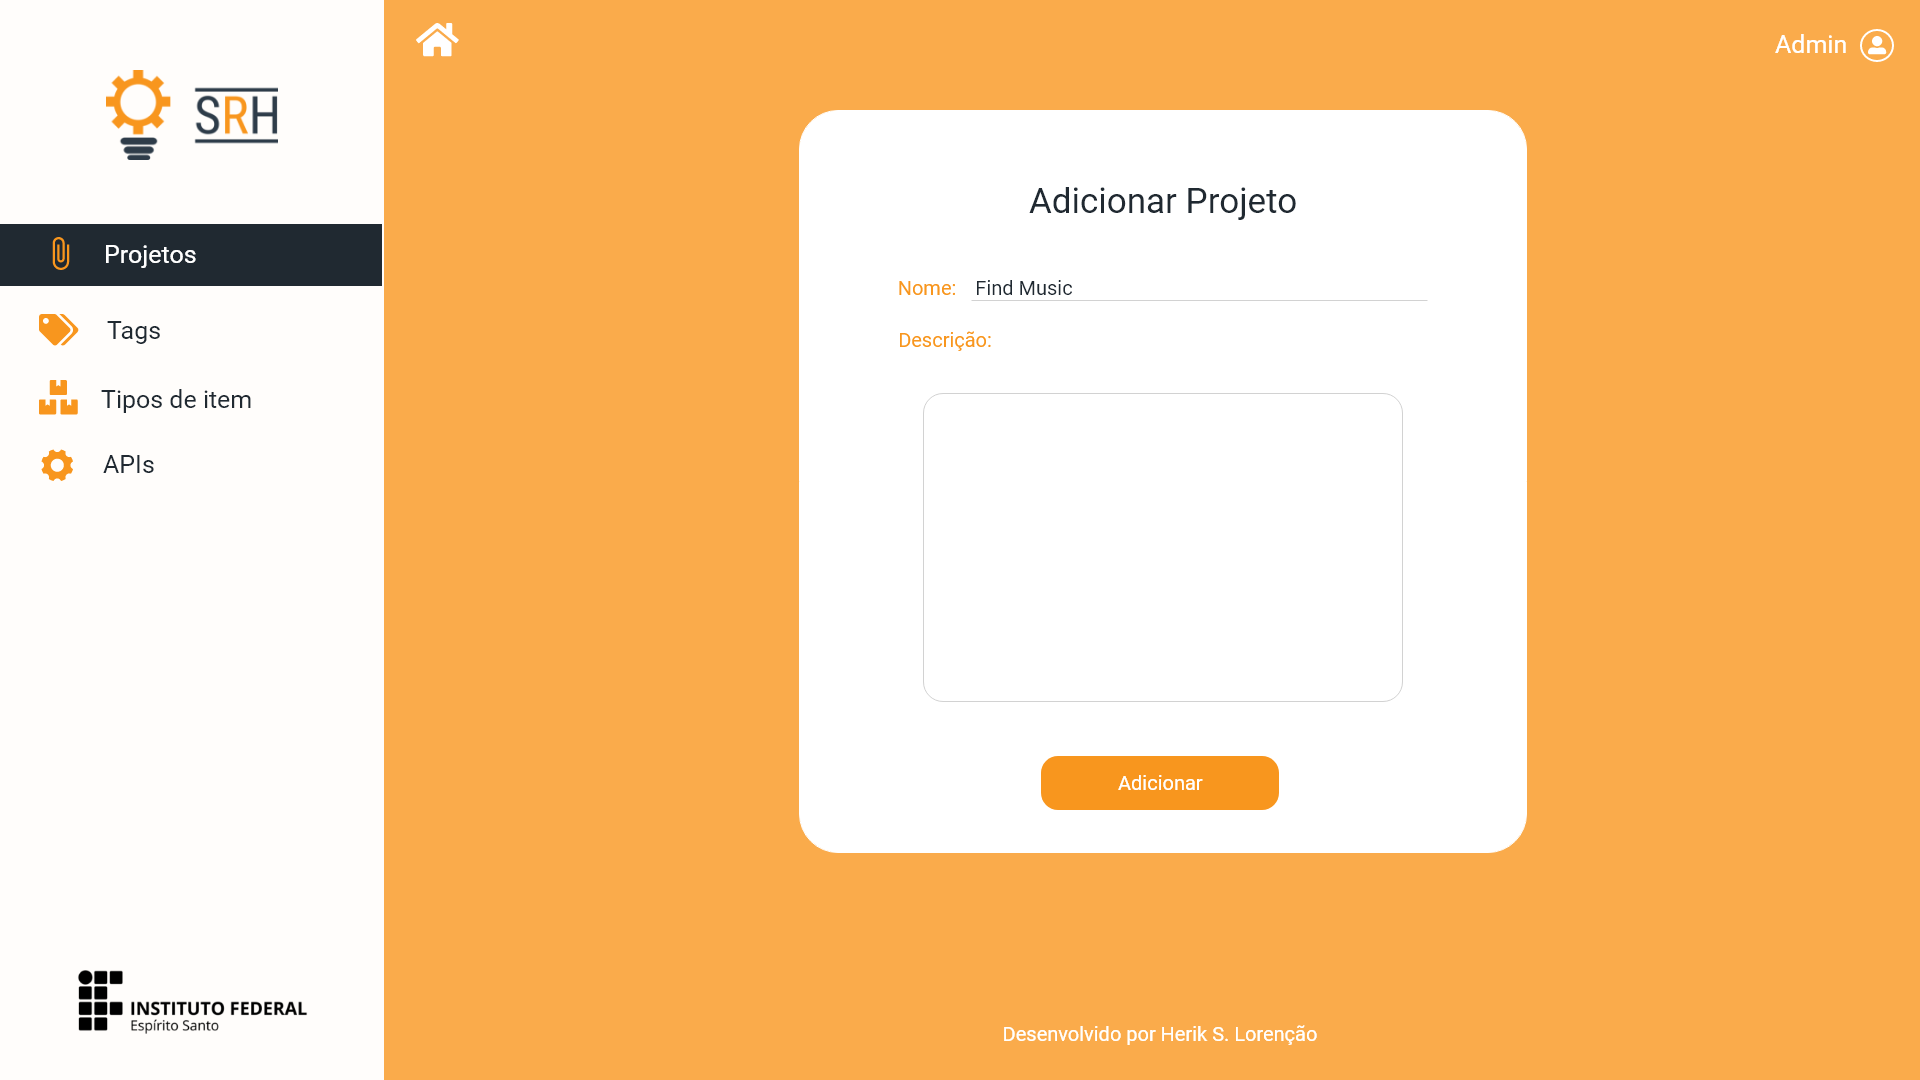 SRH
Projetos
Tags
Tipos de item
APIs
INSTITUTO FEDERAL
Espírito Santo
Admin
Adicionar Projeto
Nome: Find Music
Descrição:
Adicionar
Desenvolvido por Herik S. Lorenção